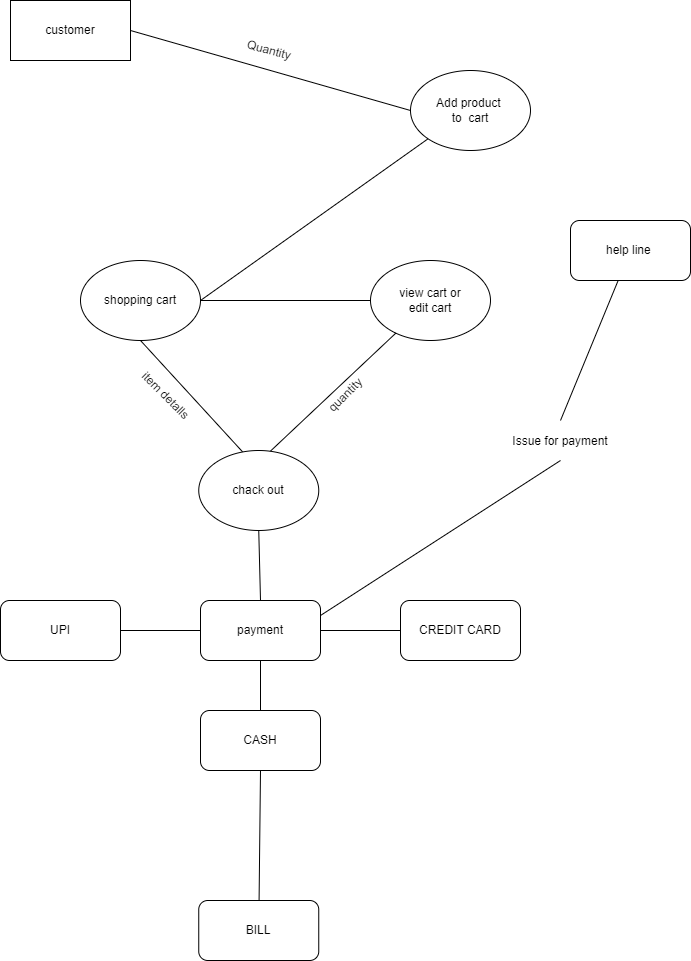 customer
Quantity
Add product
to cart
help line
shopping cart
view cart or
edit cart
item detalls
quantity
Issue for payment
chack out
UPI
payment
CREDIT CARD
CASH
BILL